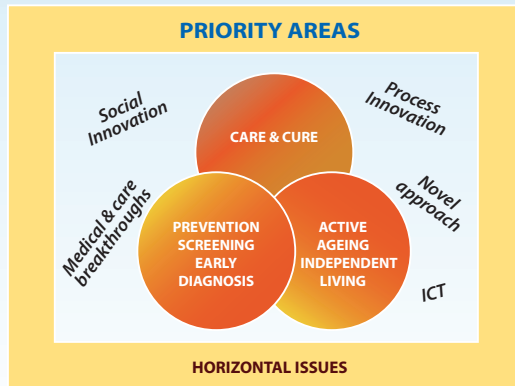 PRIORITY AREAS
Social
Innovation
Process
Innovation
CARE & CURE
Medical & care
breakthroughs
Novel
approach
PREVENTION
SCREENING
EARLY
DIAGNOSIS
ACTIVE
AGEING
INDEPENDENT
LIVING
ICT
HORIZONTAL ISSUES